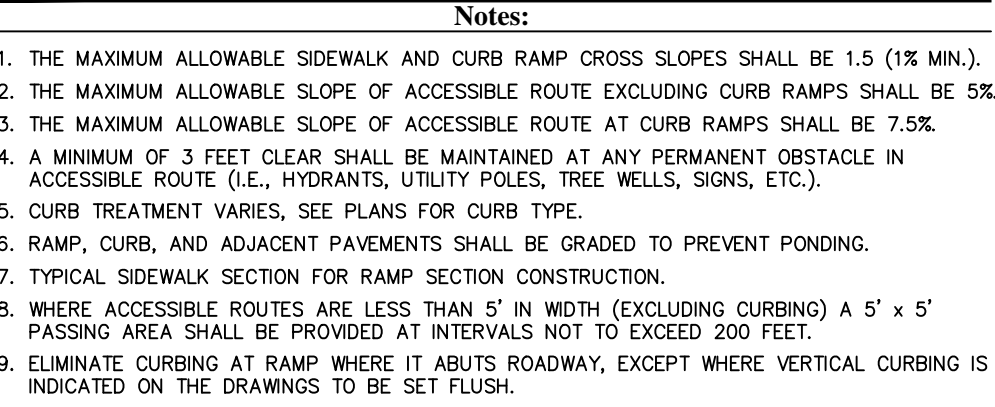 Notes:
1. THE MAXIMUM ALLOWABLE SIDEWALK AND CURB RAMP CROSS SLOPES SHALL BE 1.5 (1% MIN.).
2. THE MAXIMUM ALLOWABLE SLOPE OF ACCESSIBLE ROUTE EXCLUDING CURB RAMPS SHALL BE 5%.
3. THE MAXIMUM ALLOWABLE SLOPE OF ACCESSIBLE ROUTE AT CURB RAMPS SHALL BE 7.5%.
4. A MINIMUM OF 3 FEET CLEAR SHALL BE MAINTAINED AT ANY PERMANENT OBSTACLE IN
ACCESSIBLE ROUTE (I.E., HYDRANTS, UTILITY POLES, TREE WELLS, SIGNS, ETC.).
5. CURB TREATMENT VARIES, SEE PLANS FOR CURB TYPE.
6. RAMP, CURB, AND ADJACENT PAVEMENTS SHALL BE GRADED TO PREVENT PONDING.
7. TYPICAL SIDEWALK SECTION FOR RAMP SECTION CONSTRUCTION.
8. WHERE ACCESSIBLE ROUTES ARE LESS THAN 5' IN WIDTH (EXCLUDING CURBING) A 5' x 5'
PASSING AREA SHALL BE PROVIDED AT INTERVALS NOT TO EXCEED 200 FEET.
9. ELIMINATE CURBING AT RAMP WHERE IT ABUTS ROADWAY, EXCEPT WHERE VERTICAL CURBING IS
INDICATED ON THE DRAWINGS TO BE SET FLUSH.